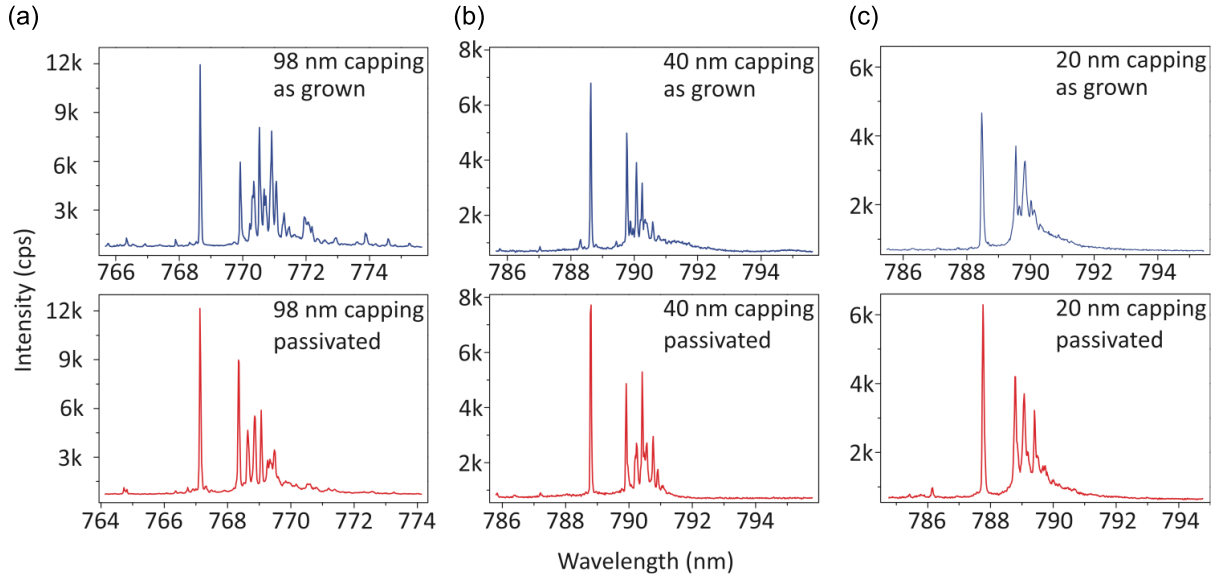 (a)
(b)
(c)
98 nm capping
as grown
12k
9k
6k
3k
766 768 770 772 774
40 nm capping
as grown
8k
6k
4k
2k
786 788 790 792 794
20 nm capping
as grown
6k
4k
2k
786 788 790 792 794
Intensity (cps)
98 nm capping
passivated
12k
9k
6k
3k
764 766 768 770 772 774
40 nm capping
passivated
8k
6k
4k
2k
786 788 790 792 794
20 nm capping
passivated
6k
4k
2k
786 788 790 792 794
Wavelength (nm)